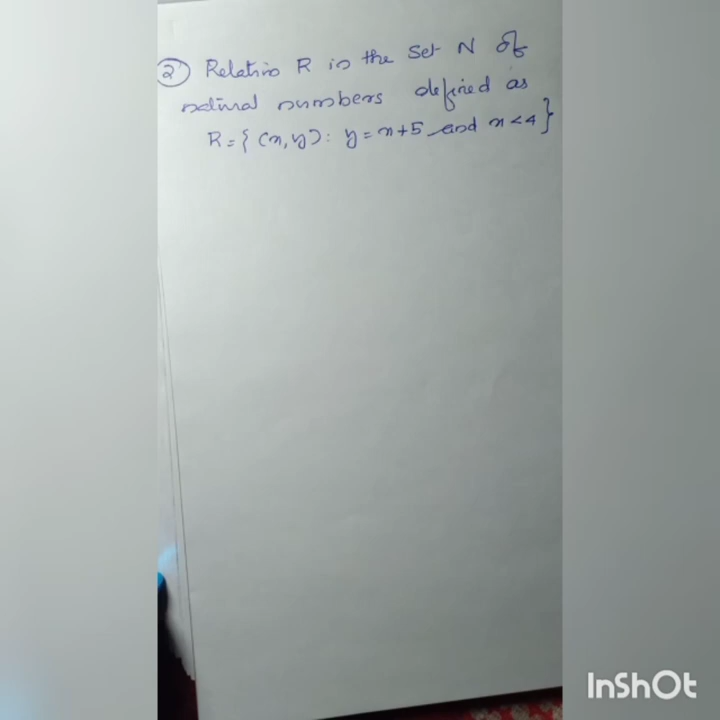 2 Relation R in the Set N of
natural numbers defined as
R = { (x, y) : y = x + 5 and x < 4 }
InShOt